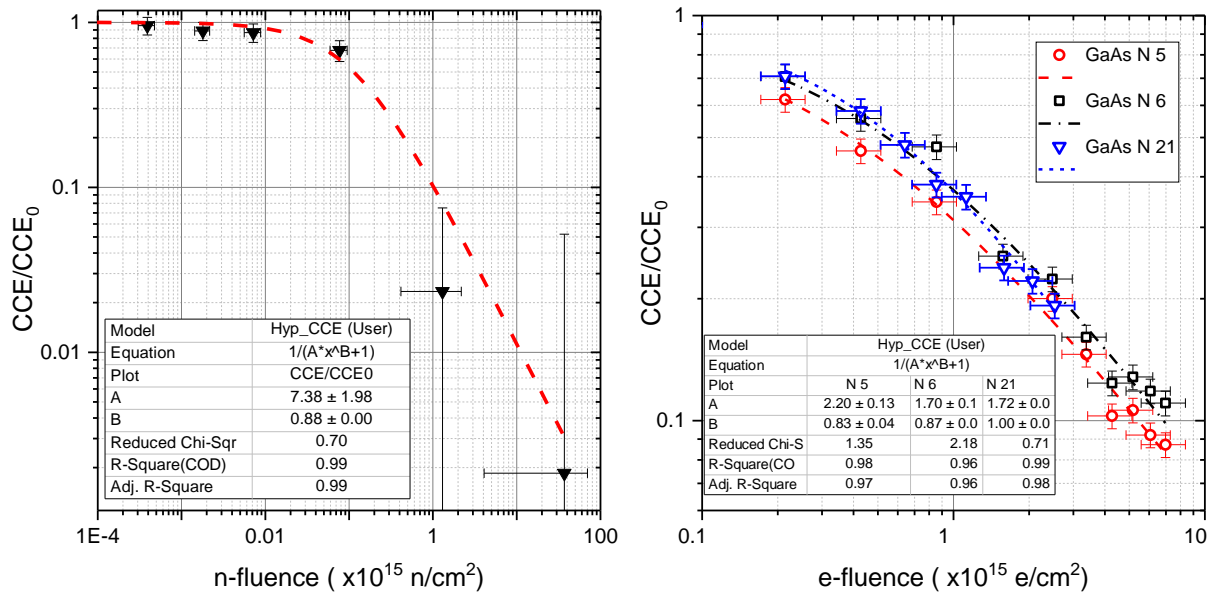 1
0.1
0.01
CCE/CCE0
Model Hyp_CCE (User)
Equation 1/(A*x^B+1)
Plot CCE/CCE0
A 7.38 ± 1.98
B 0.88 ± 0.00
Reduced Chi-Sqr 0.70
R-Square(COD) 0.99
Adj. R-Square 0.99
1E-4 0.01 1 100
n-fluence ( x10^15 n/cm^2)
1
0.1
CCE/CCE0
GaAs N 5
GaAs N 6
GaAs N 21
Model Hyp_CCE (User)
Equation 1/(A*x^B+1)
Plot N 5 N 6 N 21
A 2.20 ± 0.13 1.70 ± 0.1 1.72 ± 0.0
B 0.83 ± 0.04 0.87 ± 0.0 1.00 ± 0.0
Reduced Chi-S 1.35 2.18 0.71
R-Square(CO 0.98 0.96 0.99
Adj. R-Square 0.97 0.96 0.98
0.1 1 10
e-fluence ( x10^15 e/cm^2)